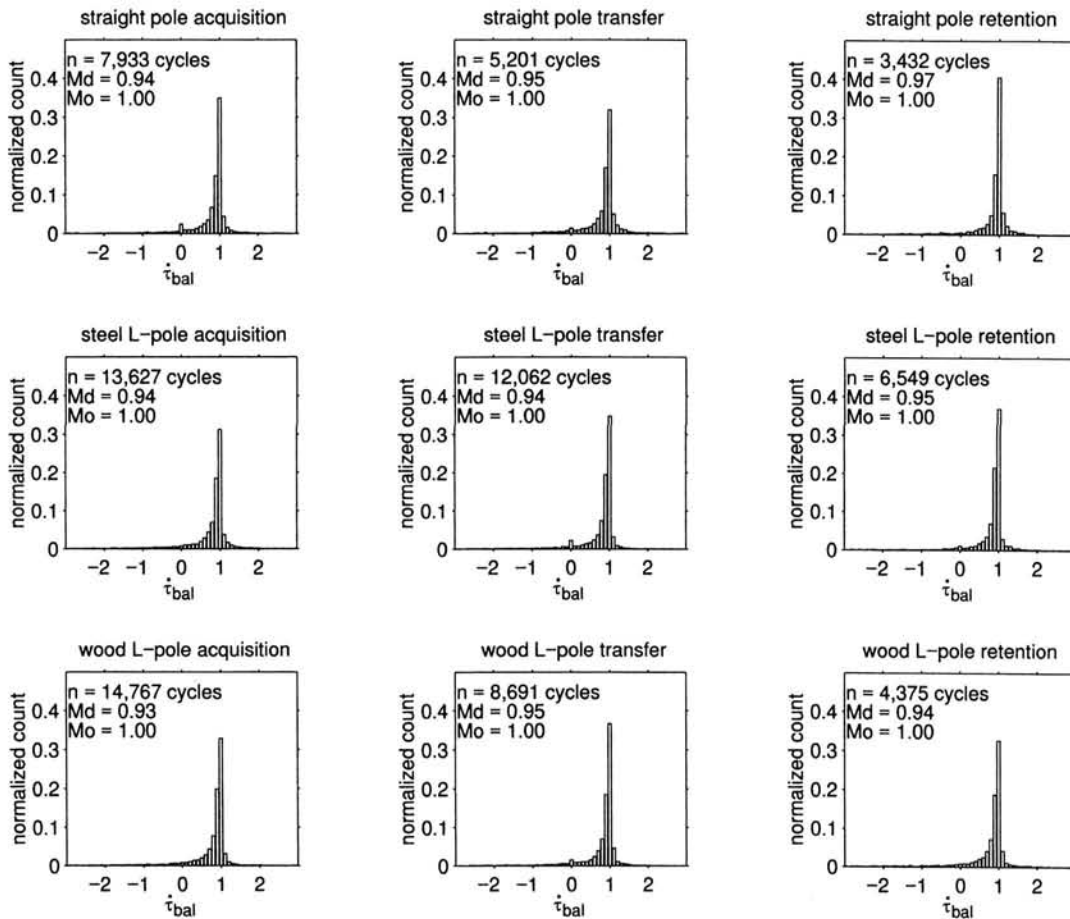 straight pole acquisition
n = 7,933 cycles
Md = 0.94
Mo = 1.00
normalized count
0.4
0.3
0.2
0.1
0
−2 −1 0 1 2
τ̇bal
straight pole transfer
n = 5,201 cycles
Md = 0.95
Mo = 1.00
normalized count
0.4
0.3
0.2
0.1
0
−2 −1 0 1 2
τ̇bal
straight pole retention
n = 3,432 cycles
Md = 0.97
Mo = 1.00
normalized count
0.4
0.3
0.2
0.1
0
−2 −1 0 1 2
τ̇bal
steel L−pole acquisition
n = 13,627 cycles
Md = 0.94
Mo = 1.00
normalized count
0.4
0.3
0.2
0.1
0
−2 −1 0 1 2
τ̇bal
steel L−pole transfer
n = 12,062 cycles
Md = 0.94
Mo = 1.00
normalized count
0.4
0.3
0.2
0.1
0
−2 −1 0 1 2
τ̇bal
steel L−pole retention
n = 6,549 cycles
Md = 0.95
Mo = 1.00
normalized count
0.4
0.3
0.2
0.1
0
−2 −1 0 1 2
τ̇bal
wood L−pole acquisition
n = 14,767 cycles
Md = 0.93
Mo = 1.00
normalized count
0.4
0.3
0.2
0.1
0
−2 −1 0 1 2
τ̇bal
wood L−pole transfer
n = 8,691 cycles
Md = 0.95
Mo = 1.00
normalized count
0.4
0.3
0.2
0.1
0
−2 −1 0 1 2
τ̇bal
wood L−pole retention
n = 4,375 cycles
Md = 0.94
Mo = 1.00
normalized count
0.4
0.3
0.2
0.1
0
−2 −1 0 1 2
τ̇bal